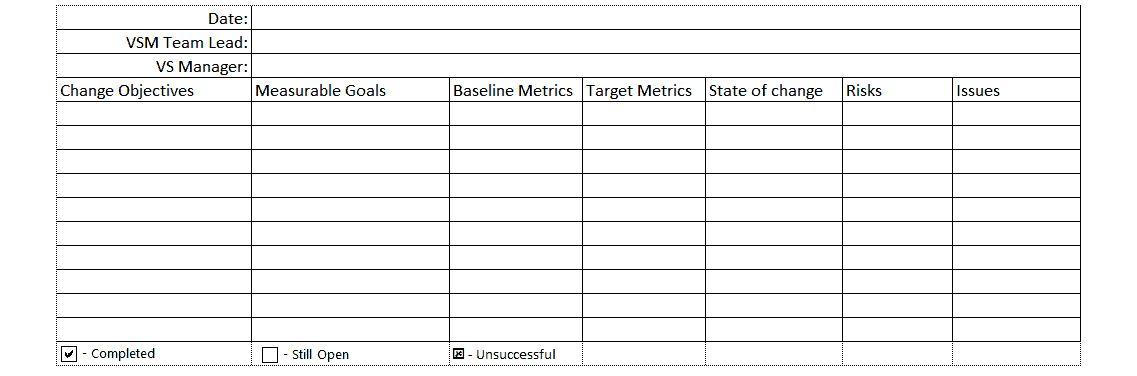 Date:
VSM Team Lead:
VS Manager:
Change Objectives Measurable Goals Baseline Metrics Target Metrics State of change Risks Issues
- Completed - Still Open - Unsuccessful